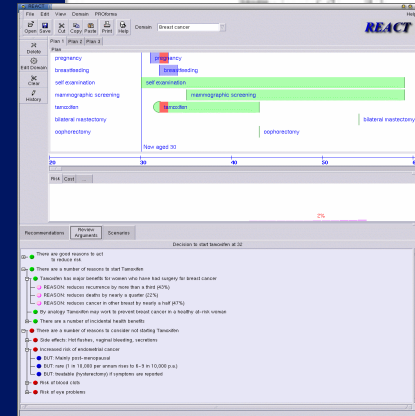 File Edit View Domain PROforma Help
Open Save Cut Copy Paste Print Help Domain Breast cancer REACT
Delete
Edit Domain
Clear
History
Plan 1 Plan 2 Plan 3
Plan
pregnancy pregnancy
breastfeeding breastfeeding
self examination self examination
mammographic screening mammographic screening
tamoxifen tamoxifen
bilateral mastectomy bilateral mastectomy
oophorectomy oophorectomy
Now aged 30
20 30 40 50
Risk Cost ...
2%
Recommendations Review Arguments Scenarios
Decision to start tamoxifen at 32
There are good reasons to act
to reduce risk
There are a number of reasons to start Tamoxifen
Tamoxifen has major benefits for women who have had surgery for breast cancer
REASON: reduces recurrence by more than a third (43%)
REASON: reduces deaths by nearly a quarter (22%)
REASON: reduces cancer in other breast by nearly a half (47%)
By analogy Tamoxifen may work to prevent breast cancer in a healthy at-risk woman
There are a number of incidental health benefits
There are a number of reasons to consider not starting Tamoxifen
Side effects: Hot flashes, vaginal bleeding, secretions
Increased risk of endometrial cancer
BUT: Mainly post-menopausal
BUT: rare (1 in 10,000 per annum rises to 6-9 in 10,000 p.a.)
BUT: treatable (hysterectomy) if symptoms are reported
Risk of blood clots
Risk of eye problems